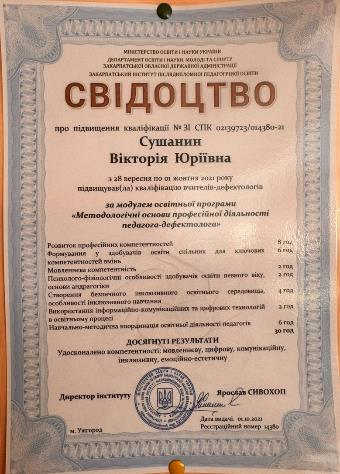 МІНІСТЕРСТВО ОСВІТИ І НАУКИ УКРАЇНИ
ДЕПАРТАМЕНТ ОСВІТИ І НАУКИ, МОЛОДІ ТА СПОРТУ
ЗАКАРПАТСЬКОЇ ОБЛАСНОЇ ДЕРЖАВНОЇ АДМІНІСТРАЦІЇ
ЗАКАРПАТСЬКИЙ ІНСТИТУТ ПІСЛЯДИПЛОМНОЇ ПЕДАГОГІЧНОЇ ОСВІТИ
СВІДОЦТВО
про підвищення кваліфікації № ЗІ СПК 02139723/014380-21
Сушанин
Вікторія Юріївна
з 28 вересня по 01 жовтня 2021 року
підвищував(ла) кваліфікацію вчителів-дефектологів
за модулем освітньої програми
«Методологічні основи професійної діяльності
педагога-дефектолога»
Розвиток професійних компетентностей 8 год
Формування у здобувачів освіти спільних для ключових 6 год
компетентностей вмінь
Мовленнєва компетентність 2 год
Психолого-фізіологічні особливості здобувачів освіти певного віку, 2 год
основи андрагогіки
Створення безпечного інклюзивного освітнього середовища, 4 год
особливості інклюзивного навчання
Використання інформаційно-комунікаційних та цифрових технологій 2 год
в освітньому процесі
Навчально-методична впорядкація освітньої діяльності педагогів 6 год
30 год
ДОСЯГНУТІ РЕЗУЛЬТАТИ
Удосконалено компетентності: мовленнєву, цифрову, комунікаційну,
інклюзивну, емоційно-естетичну
Директор інституту Ярослав СИВОХОП
Дата видачі: 01.10.2021
м. Ужгород Реєстраційний номер 14380